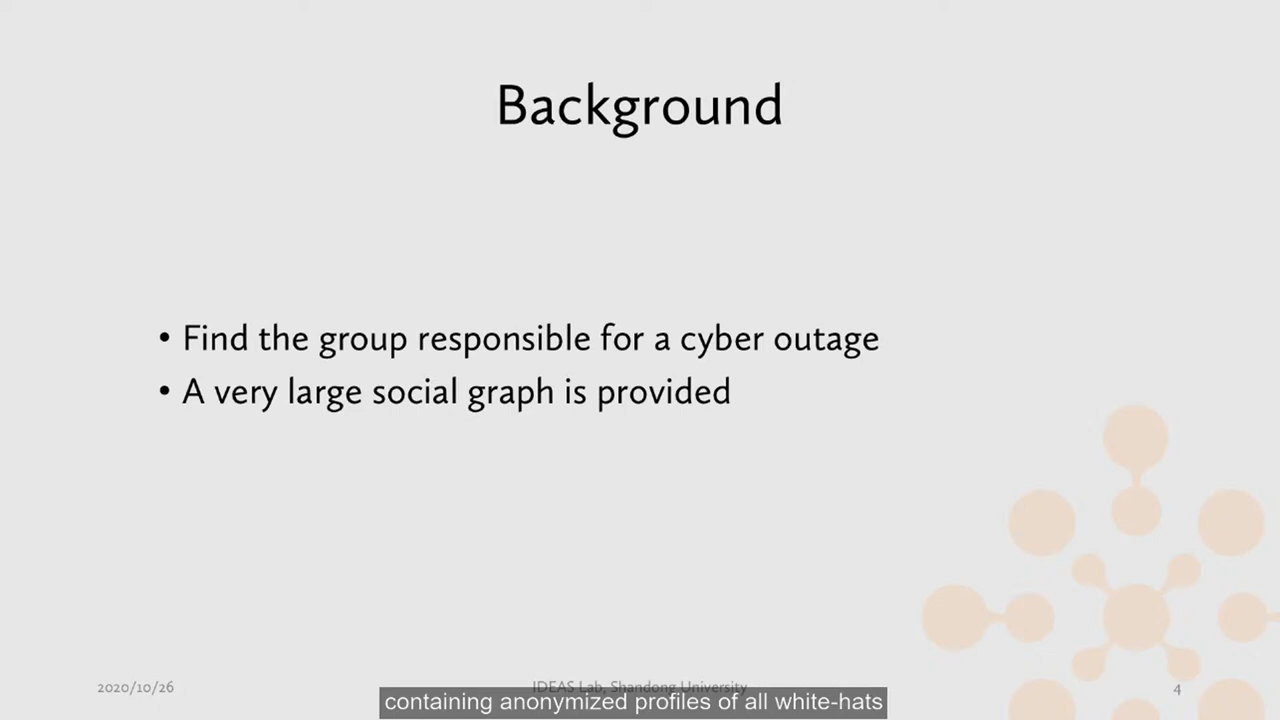 Background
• Find the group responsible for a cyber outage
• A very large social graph is provided
2020/10/26
IDEAS Lab, Shandong University
4
containing anonymized profiles of all white-hats